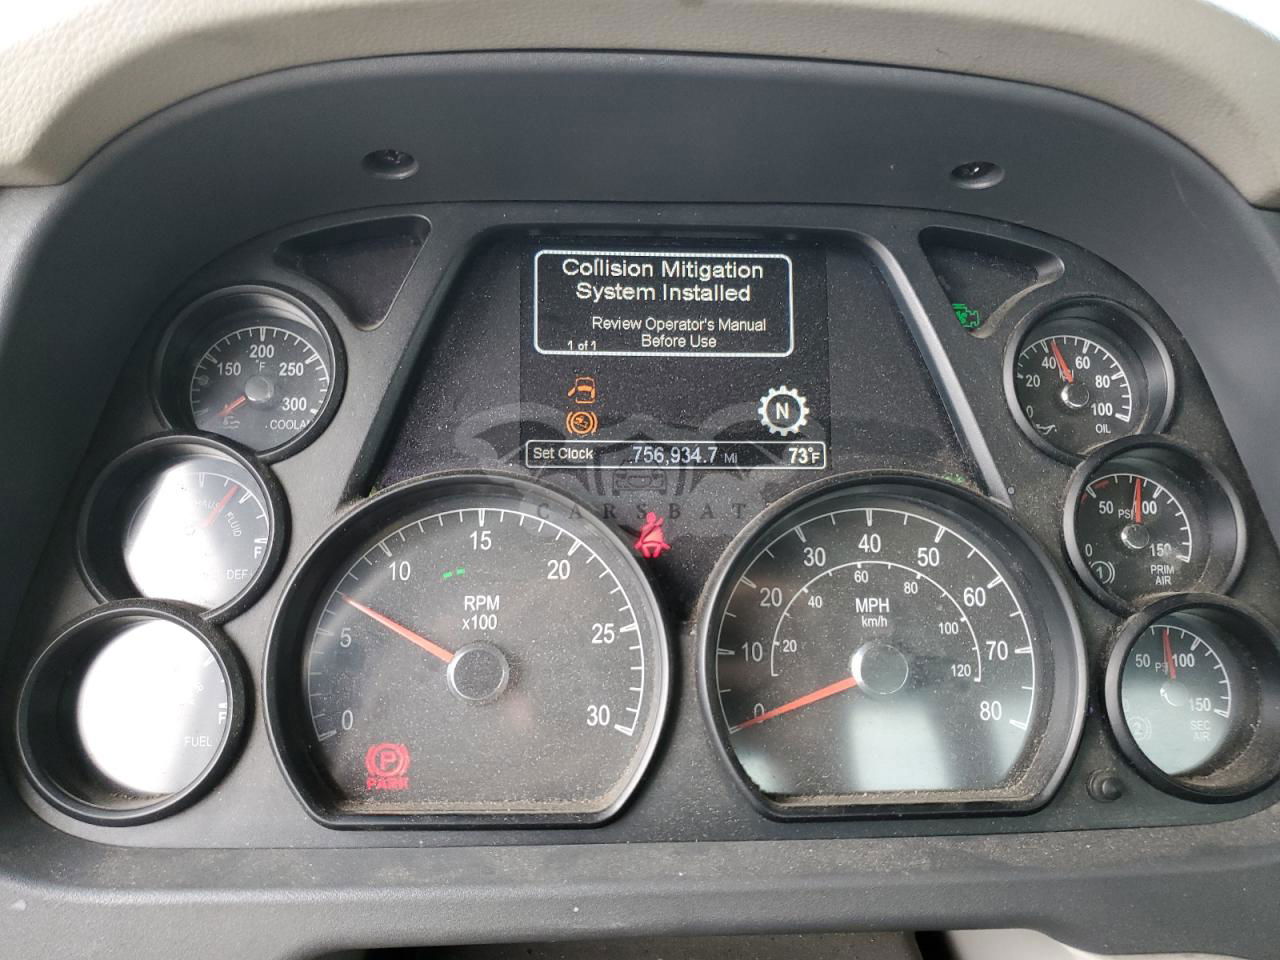 Collision Mitigation
System Installed
Review Operator's Manual
1 of 1 Before Use
N
Set Clock 756,934.7 Mi 73°F
CARSBAT
150 200 250 300
°F
40 60
20 80
0 100
OIL
FLUID
F
DEF
F
FUEL
0 5 10 15 20 25 30
RPM
x100
P
PARK
0 10 20 30 40 50 60 70 80
MPH
km/h
20 40 60 80 100 120
0 50 100 150
PSI
1
PRIM
AIR
50 100 150
2
SEC
AIR